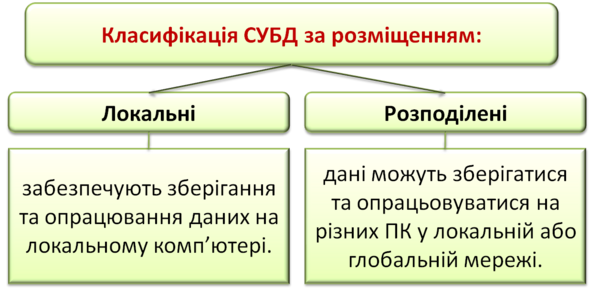 Класифікація СУБД за розміщенням:
Локальні
забезпечують зберігання
та опрацювання даних на
локальному комп’ютері.
Розподілені
дані можуть зберігатися
та опрацьовуватися на
різних ПК у локальній або
глобальній мережі.